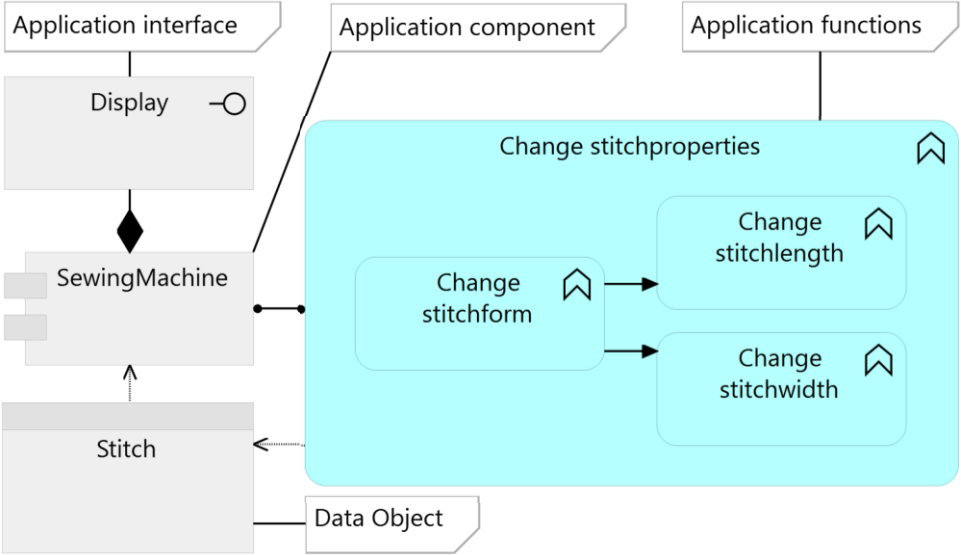 Application interface
Application component
Application functions
Display
Change stitchproperties
SewingMachine
Change
stitchform
Change
stitchlength
Change
stitchwidth
Stitch
Data Object